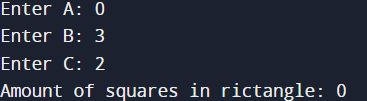 Enter A: 0
Enter B: 3
Enter C: 2
Amount of squares in rictangle: 0